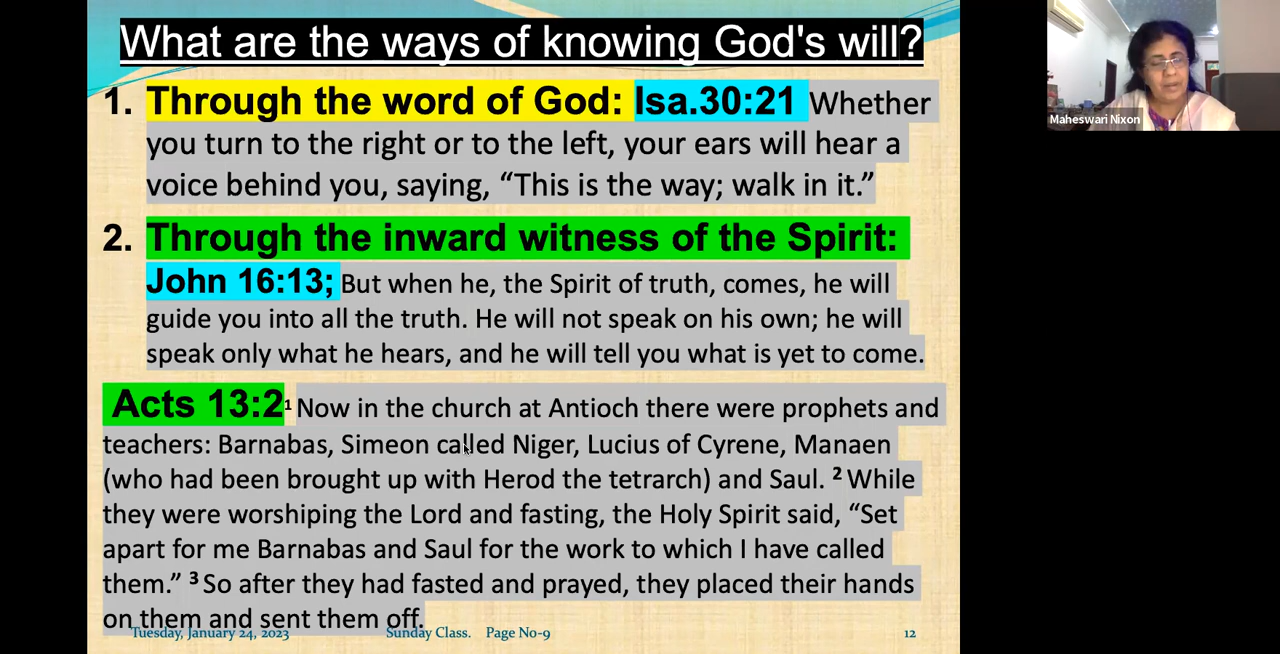 What are the ways of knowing God's will?
1. Through the word of God: Isa.30:21 Whether
you turn to the right or to the left, your ears will hear a
voice behind you, saying, “This is the way; walk in it.”
2. Through the inward witness of the Spirit:
John 16:13; But when he, the Spirit of truth, comes, he will
guide you into all the truth. He will not speak on his own; he will
speak only what he hears, and he will tell you what is yet to come.
Acts 13:2 ¹ Now in the church at Antioch there were prophets and
teachers: Barnabas, Simeon called Niger, Lucius of Cyrene, Manaen
(who had been brought up with Herod the tetrarch) and Saul. ² While
they were worshiping the Lord and fasting, the Holy Spirit said, “Set
apart for me Barnabas and Saul for the work to which I have called
them.” ³ So after they had fasted and prayed, they placed their hands
on them and sent them off.
Tuesday, January 24, 2023 Sunday Class. Page No-9 12
Maheswari Nixon